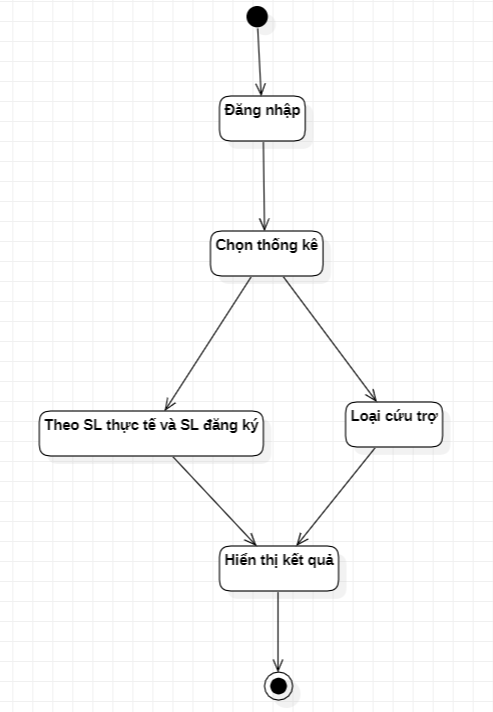 Đăng nhập
Chọn thống kê
Theo SL thực tế và SL đăng ký
Loại cứu trợ
Hiển thị kết quả